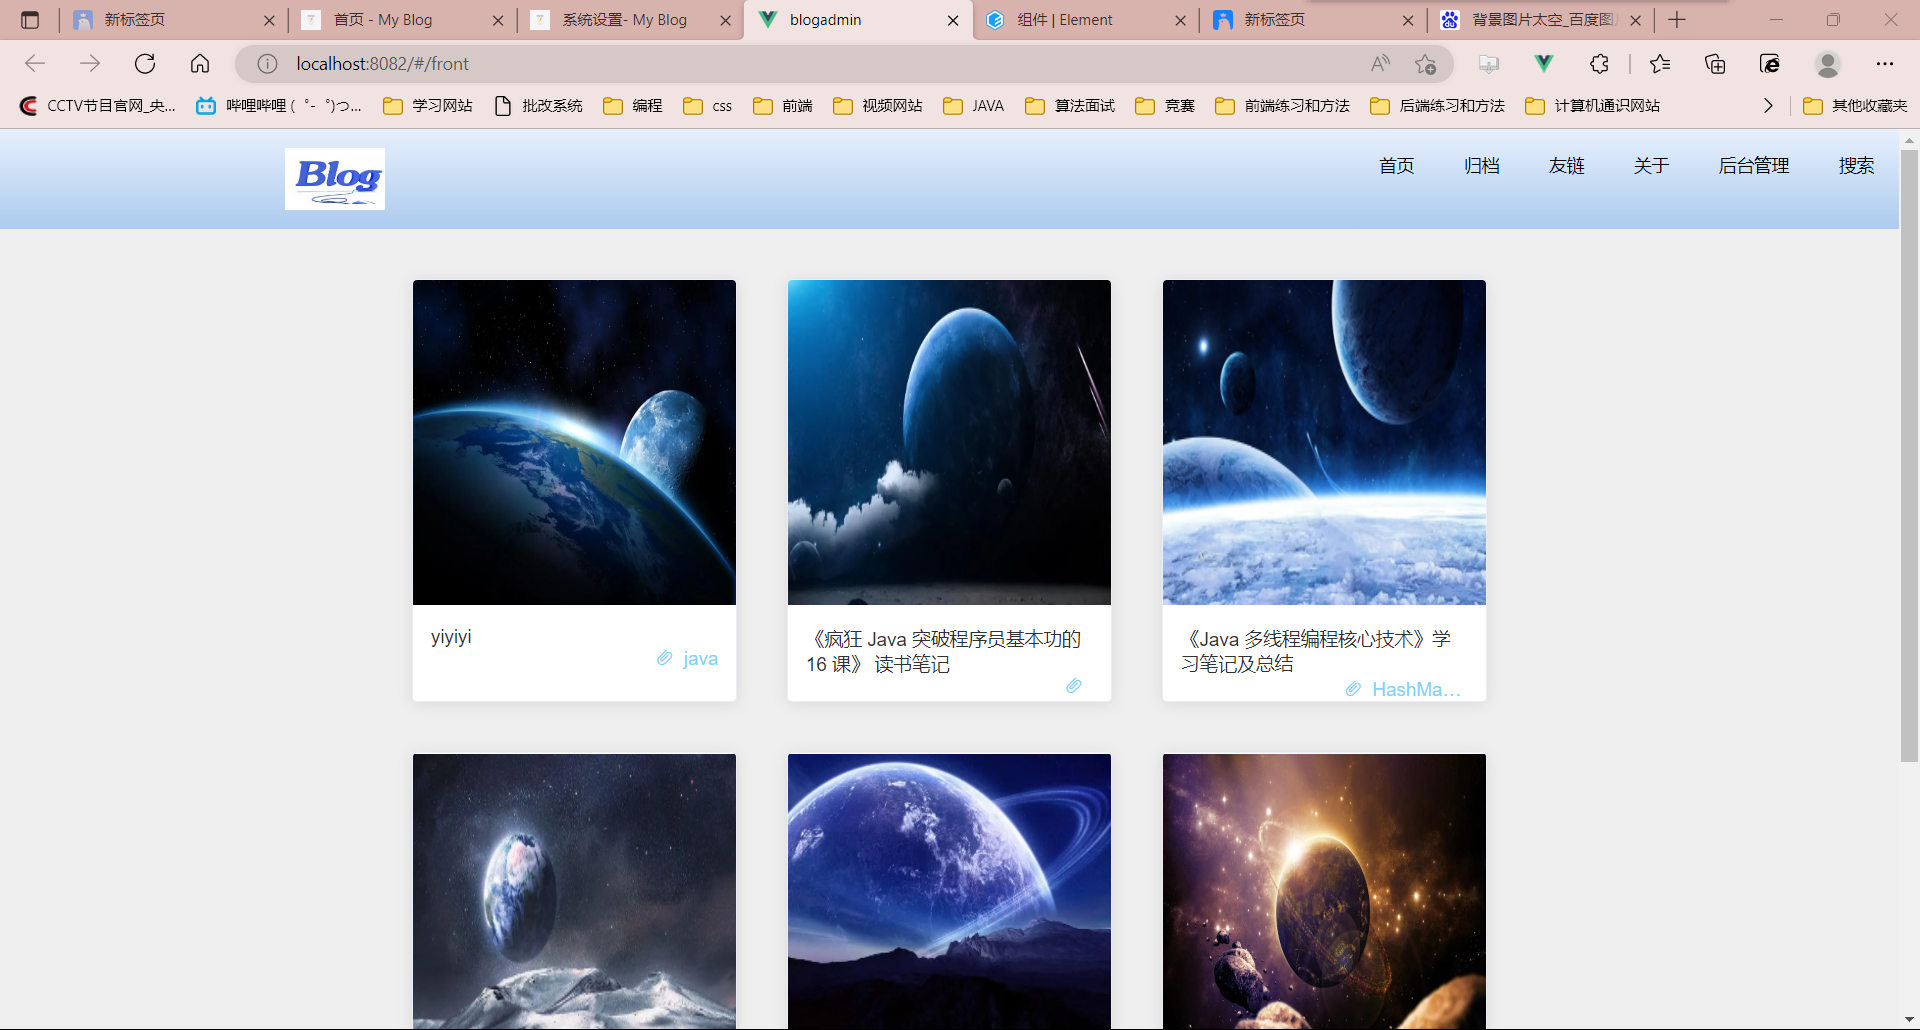 新标签页
首页 - My Blog
系统设置- My Blog
blogadmin
组件 | Element
新标签页
背景图片太空_百度图
localhost:8082/#/front
CCTV节目官网_央...
哔哩哔哩 ( ゜- ゜)つ...
学习网站
批改系统
编程
css
前端
视频网站
JAVA
算法面试
竞赛
前端练习和方法
后端练习和方法
计算机通识网站
其他收藏夹
Blog
首页
归档
友链
关于
后台管理
搜索
yiyiyi
java
《疯狂 Java 突破程序员基本功的
16 课》 读书笔记
《Java 多线程编程核心技术》学
习笔记及总结
HashMa...